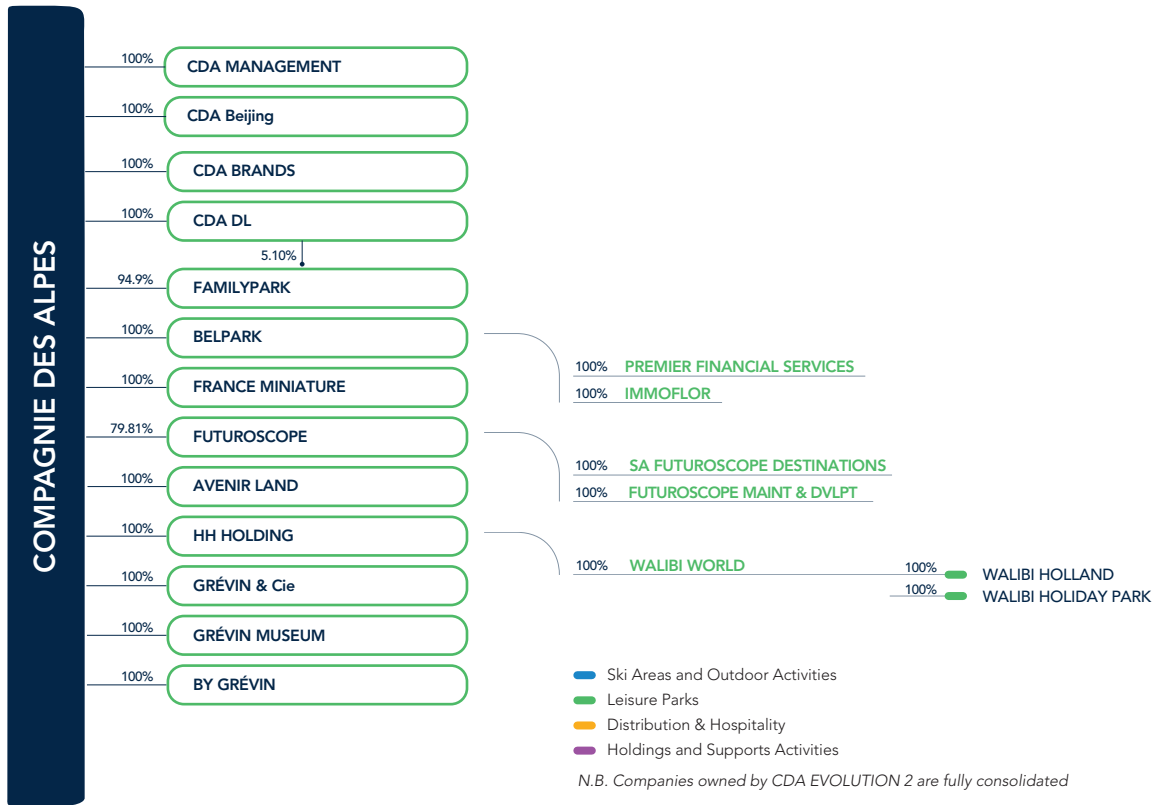 COMPAGNIE DES ALPES
100% CDA MANAGEMENT
100% CDA Beijing
100% CDA BRANDS
100% CDA DL
5.10%
94.9% FAMILYPARK
100% BELPARK
100% PREMIER FINANCIAL SERVICES
100% IMMOFLOR
100% FRANCE MINIATURE
79.81% FUTUROSCOPE
100% SA FUTUROSCOPE DESTINATIONS
100% FUTUROSCOPE MAINT & DVLPT
100% AVENIR LAND
100% HH HOLDING
100% WALIBI WORLD
100% WALIBI HOLLAND
100% WALIBI HOLIDAY PARK
100% GRÉVIN & Cie
100% GRÉVIN MUSEUM
100% BY GRÉVIN
Ski Areas and Outdoor Activities
Leisure Parks
Distribution & Hospitality
Holdings and Supports Activities
N.B. Companies owned by CDA EVOLUTION 2 are fully consolidated